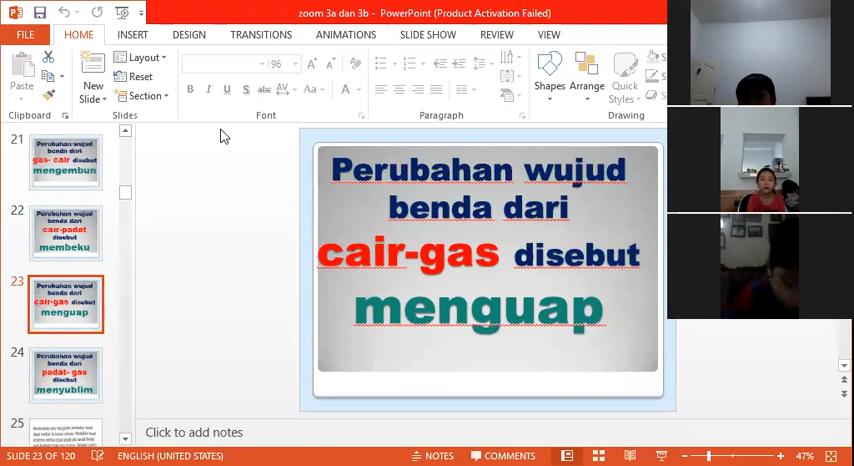 zoom 3a dan 3b - PowerPoint (Product Activation Failed)
FILE HOME INSERT DESIGN TRANSITIONS ANIMATIONS SLIDE SHOW REVIEW VIEW
Paste
New
Slide
Layout
Reset
Section
96
B I U S abc AV Aa A
Shapes Arrange Quick
Styles
Clipboard Slides Font Paragraph Drawing
21
Perubahan wujud
benda dari
gas- cair disebut
mengembun
22
Perubahan wujud
benda dari
cair-padat
disebut
membeku
23
Perubahan wujud
benda dari
cair-gas disebut
menguap
24
Perubahan wujud
benda dari
padat- gas
disebut
menyublim
25
Perubahan wujud
benda dari
cair-gas disebut
menguap
Click to add notes
SLIDE 23 OF 120 ENGLISH (UNITED STATES) NOTES COMMENTS 47%